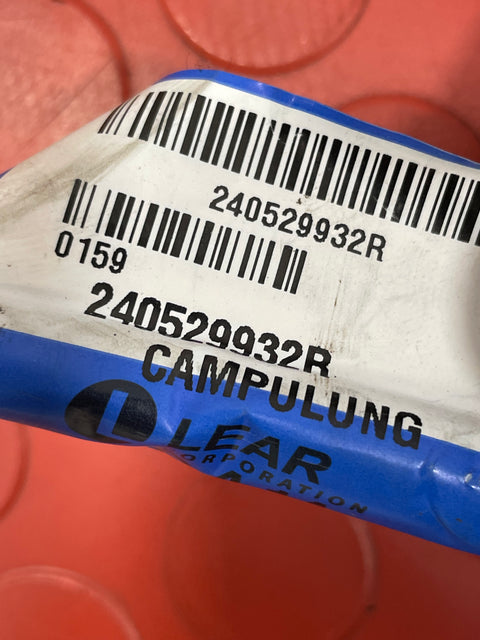 240529932R
0159
240529932R
CAMPULUNG
L LEAR
CORPORATION